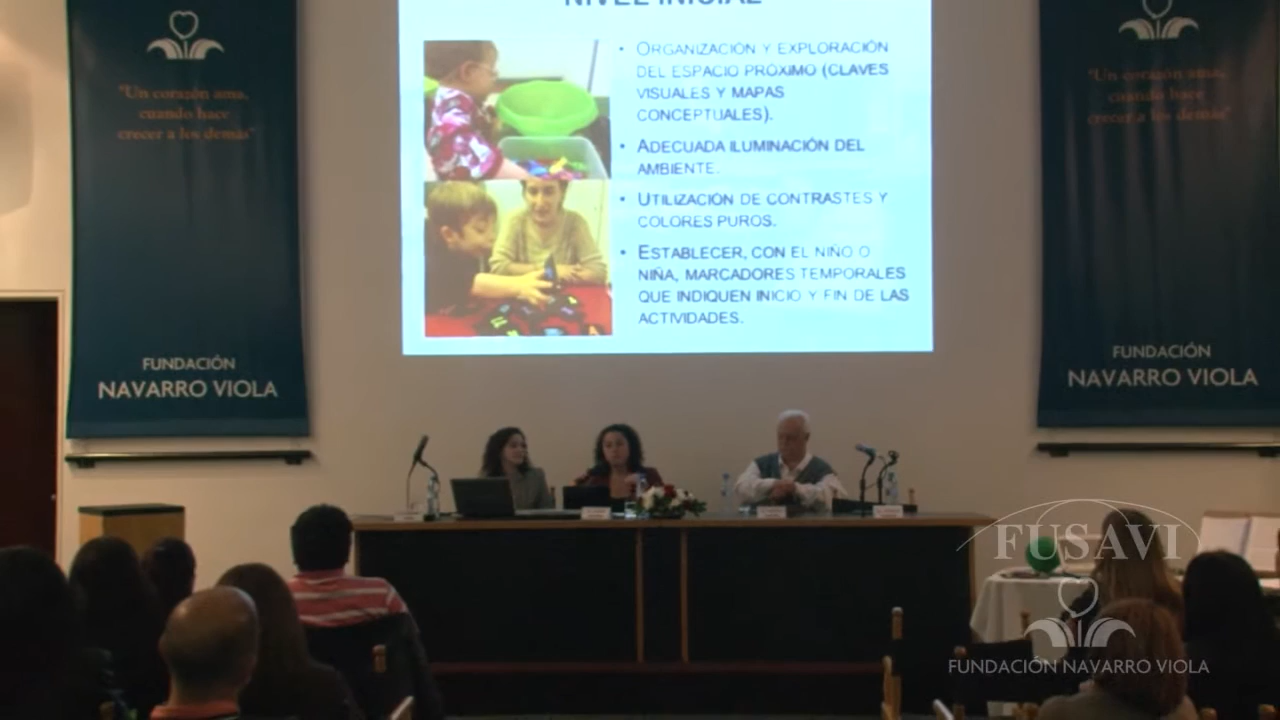 NIVEL INICIAL
• ORGANIZACIÓN Y EXPLORACIÓN
DEL ESPACIO PRÓXIMO (CLAVES
VISUALES Y MAPAS
CONCEPTUALES).
• ADECUADA ILUMINACIÓN DEL
AMBIENTE.
• UTILIZACIÓN DE CONTRASTES Y
COLORES PUROS.
• ESTABLECER, CON EL NIÑO O
NIÑA, MARCADORES TEMPORALES
QUE INDIQUEN INICIO Y FIN DE LAS
ACTIVIDADES.
"Un corazón ama,
cuando hace
crecer a los demás"
FUNDACIÓN
NAVARRO VIOLA
"Un corazón ama,
cuando hace
crecer a los demás"
FUNDACIÓN
NAVARRO VIOLA
FUSAVI
FUNDACIÓN NAVARRO VIOLA